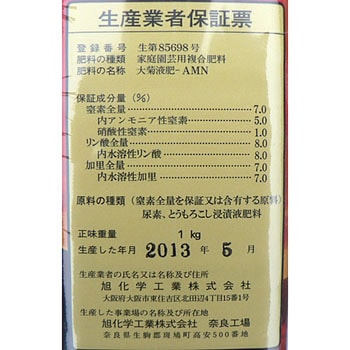 生産業者保証票
登録番号 生第85698号
肥料の種類 家庭園芸用複合肥料
肥料の名称 大菊液肥-AMN
保証成分量(%)
窒素全量 7.0
内アンモニア性窒素 5.0
硝酸性窒素 1.0
リン酸全量 8.0
内水溶性リン酸 8.0
加里全量 7.0
内水溶性加里 7.0
原料の種類(窒素全量を保証又は含有する原料)
尿素、とうもろこし浸漬液肥料
正味重量 1kg
生産した年月 2013年5月
生産業者の氏名又は名称及び住所
旭化学工業株式会社
大阪府大阪市東住吉区北田辺4丁目16番1号
生産した事業場の名称及び所在地
旭化学工業株式会社 奈良工場
奈良県生駒郡斑鳩町高安500番地